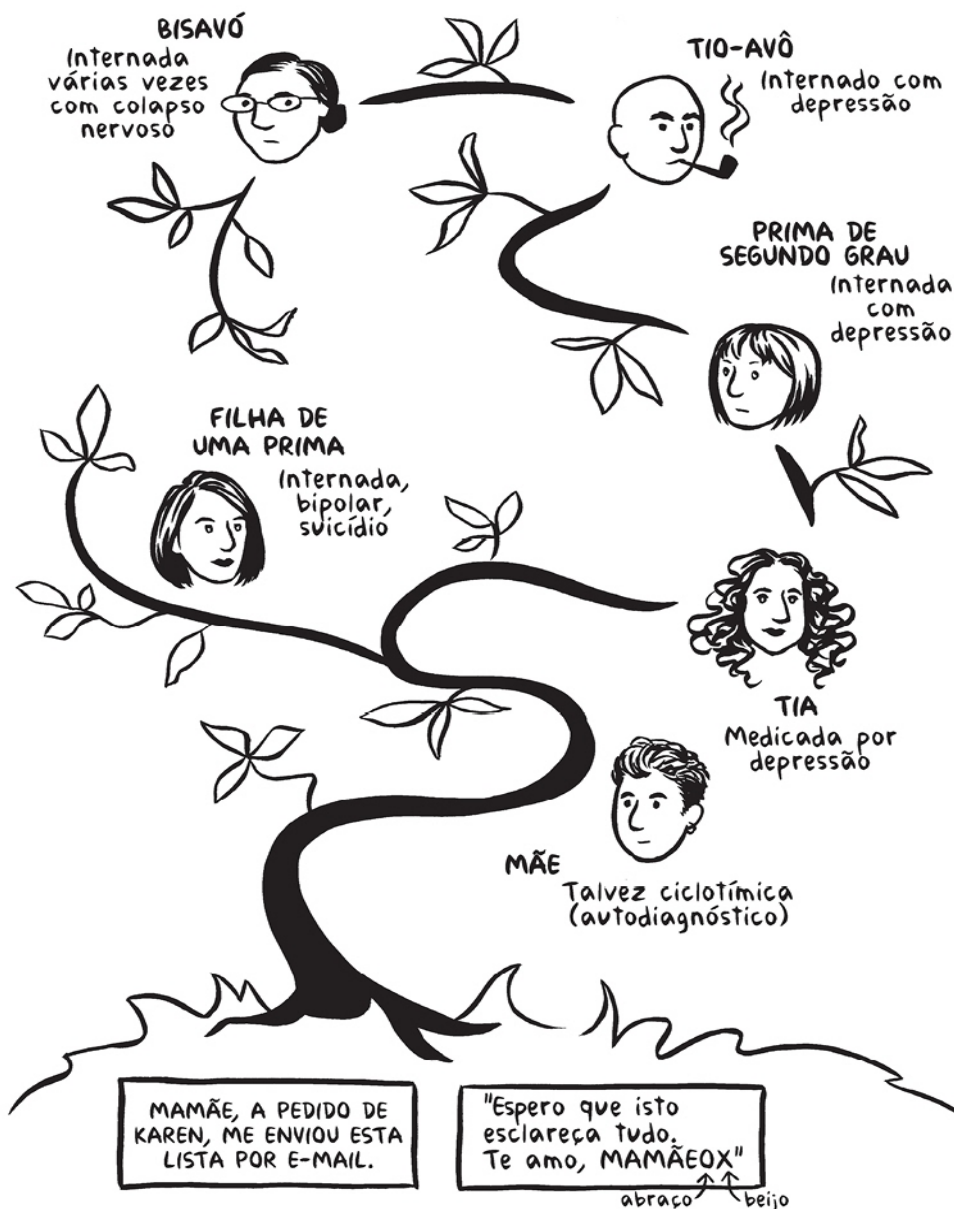 BISAVÓ
Internada
várias vezes
com colapso
nervoso
TIO-AVÔ
Internado com
depressão
PRIMA DE
SEGUNDO GRAU
Internada
com
depressão
FILHA DE
UMA PRIMA
Internada,
bipolar,
suicídio
TIA
Medicada por
depressão
MÃE
Talvez ciclotímica
(autodiagnóstico)
MAMÃE, A PEDIDO DE
KAREN, ME ENVIOU ESTA
LISTA POR E-MAIL.
"Espero que isto
esclareça tudo.
Te amo, MAMÃEOX"
abraço beijo